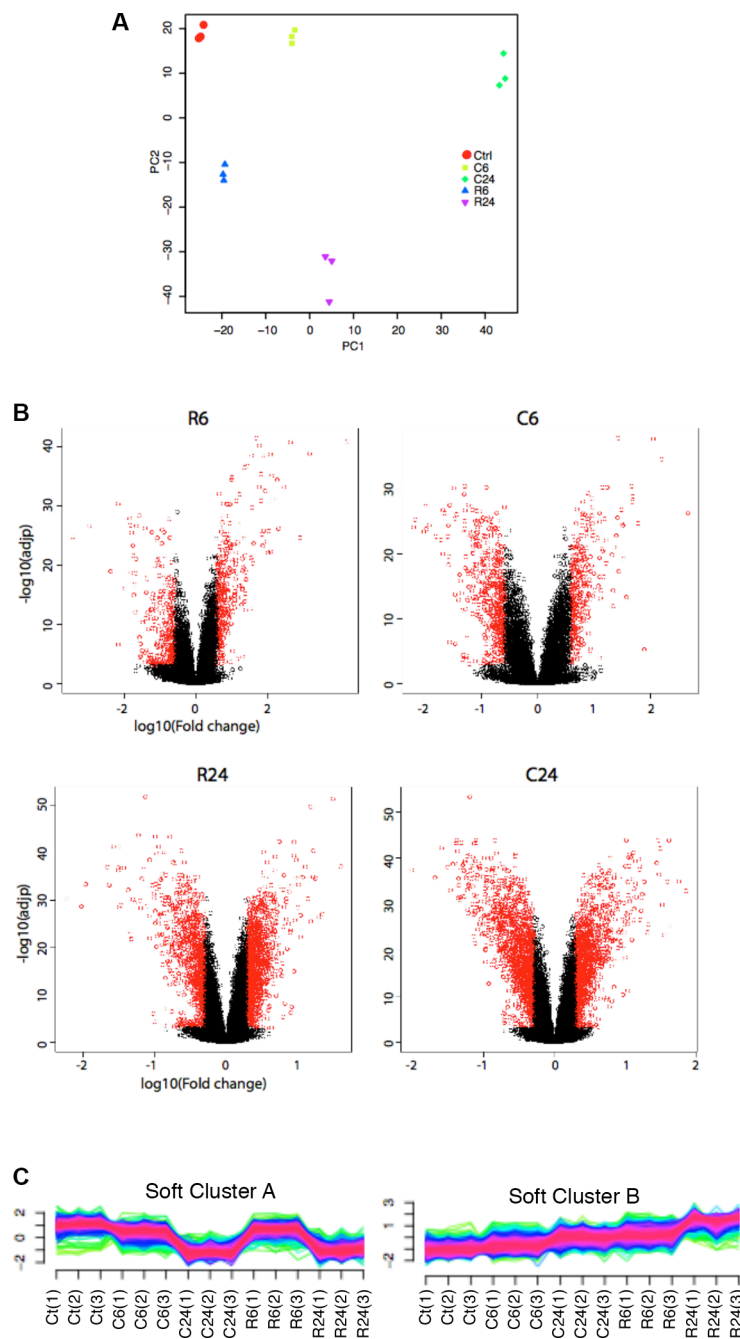 A
20
10
0
−10
−20
−30
−40
PC2
Ctrl
C6
C24
R6
R24
−20 −10 0 10 20 30 40
PC1
B
R6 C6
40
30
20
10
0
-log10(adjp)
30
20
10
0
-2 -1 0 1 2
-2 0 2
log10(Fold change)
R24 C24
50
40
30
20
10
0
-log10(adjp)
50
40
30
20
10
0
-2 -1 0 1
-2 -1 0 1 2
log10(Fold change)
C
Soft Cluster A Soft Cluster B
2
0
−2
3
1
−2
Ct(1) Ct(2) Ct(3) C6(1) C6(2) C6(3) C24(1) C24(2) C24(3) R6(1) R6(2) R6(3) R24(1) R24(2) R24(3)
Ct(1) Ct(2) Ct(3) C6(1) C6(2) C6(3) C24(1) C24(2) C24(3) R6(1) R6(2) R6(3) R24(1) R24(2) R24(3)